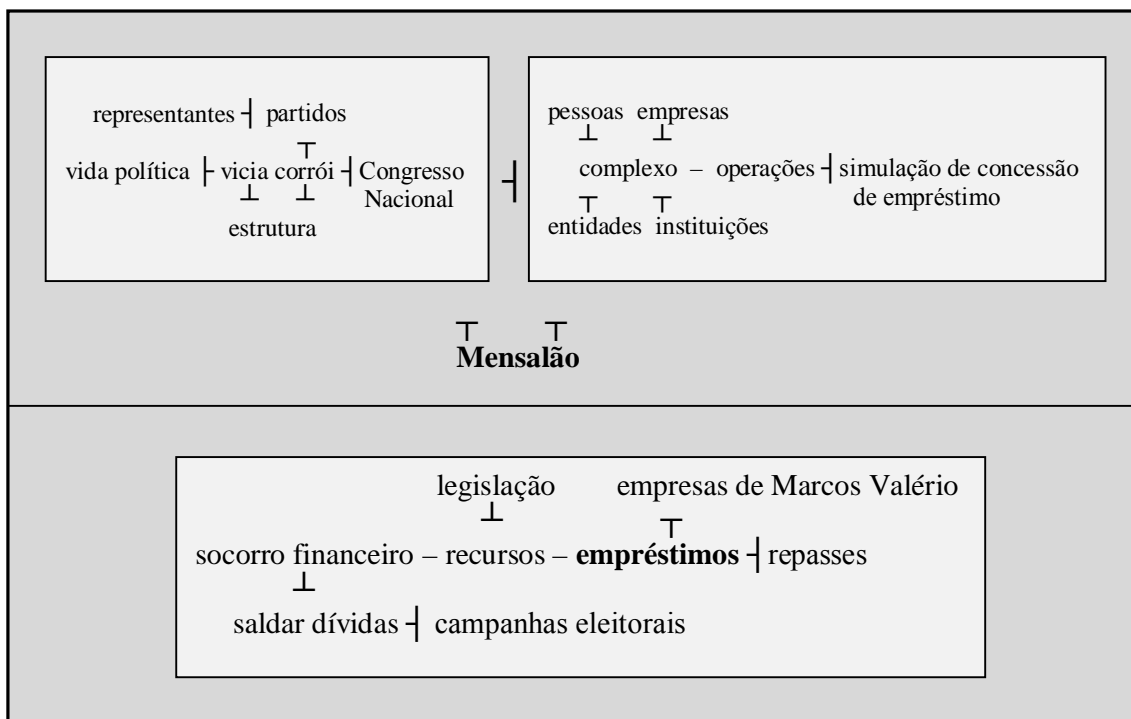 representantes ┤ partidos
┬
vida política ├ vicia corrói ┤ Congresso
Nacional
┴ ┴
estrutura
┤
pessoas empresas
┴ ┴
complexo – operações ┤ simulação de concessão
de empréstimo
┬ ┬
entidades instituições
┬ ┬
Mensalão
legislação empresas de Marcos Valério
┴ ┬
socorro financeiro – recursos – empréstimos ┤ repasses
┴
saldar dívidas ┤ campanhas eleitorais